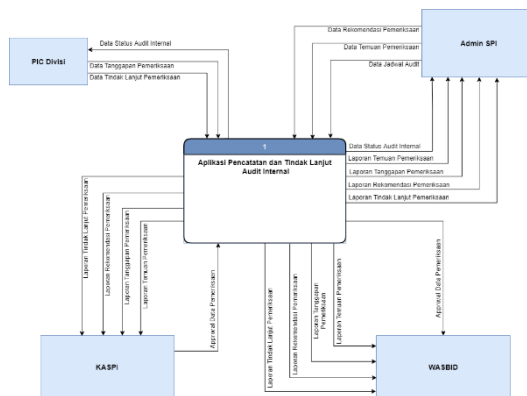 Data Status Audit Internal
PIC Divisi
Data Tanggapan Pemeriksaan
Data Tindak Lanjut Pemeriksaan
Data Rekomendasi Pemeriksaan
Data Temuan Pemeriksaan
Data Jadwal Audit
Admin SPI
1
Aplikasi Pencatatan dan Tindak Lanjut
Audit Internal
Data Status Audit Internal
Laporan Temuan Pemeriksaan
Laporan Tanggapan Pemeriksaan
Laporan Rekomendasi Pemeriksaan
Laporan Tindak Lanjut Pemeriksaan
Laporan Tindak Lanjut Pemeriksaan
Laporan Rekomendasi Pemeriksaan
Laporan Tanggapan Pemeriksaan
Laporan Temuan Pemeriksaan
Approval Data Pemeriksaan
Laporan Tindak Lanjut Pemeriksaan
Laporan Rekomendasi Pemeriksaan
Laporan Tanggapan
Pemeriksaan
Laporan Temuan Pemeriksaan
Approval Data Pemeriksaan
KASPI
WASBID